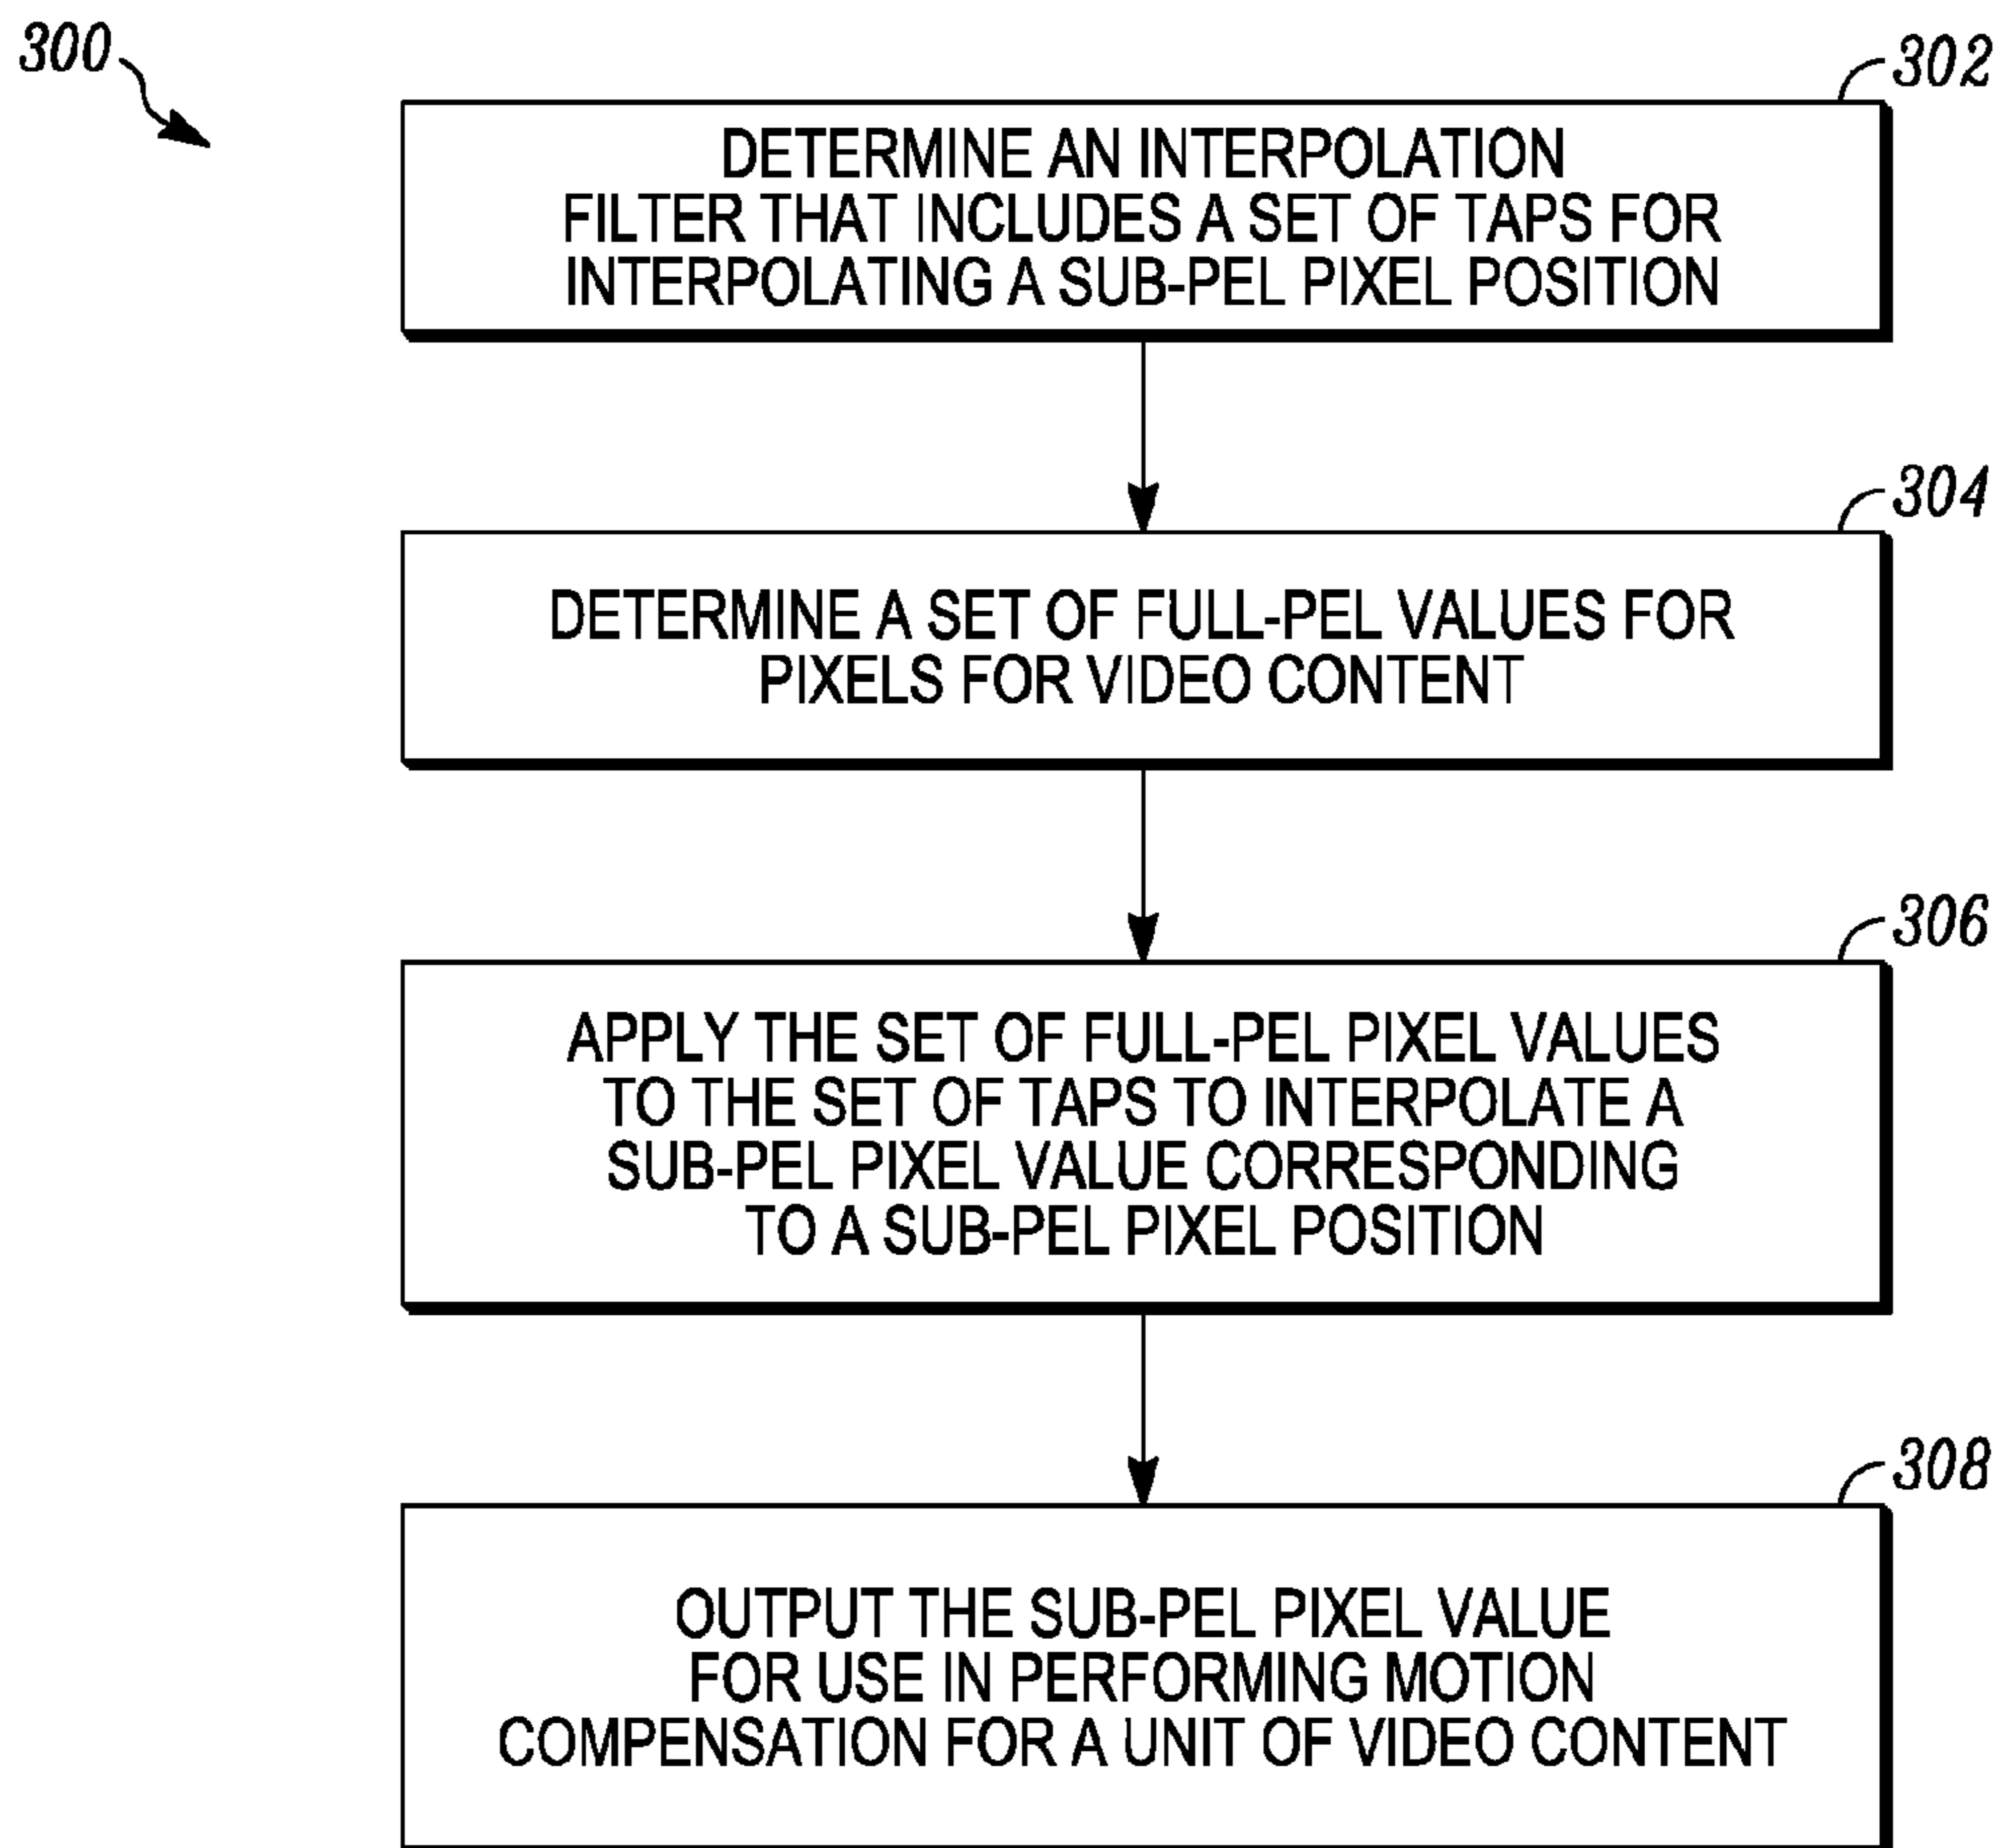 300
302
DETERMINE AN INTERPOLATION
FILTER THAT INCLUDES A SET OF TAPS FOR
INTERPOLATING A SUB-PEL PIXEL POSITION
304
DETERMINE A SET OF FULL-PEL VALUES FOR
PIXELS FOR VIDEO CONTENT
306
APPLY THE SET OF FULL-PEL PIXEL VALUES
TO THE SET OF TAPS TO INTERPOLATE A
SUB-PEL PIXEL VALUE CORRESPONDING
TO A SUB-PEL PIXEL POSITION
308
OUTPUT THE SUB-PEL PIXEL VALUE
FOR USE IN PERFORMING MOTION
COMPENSATION FOR A UNIT OF VIDEO CONTENT